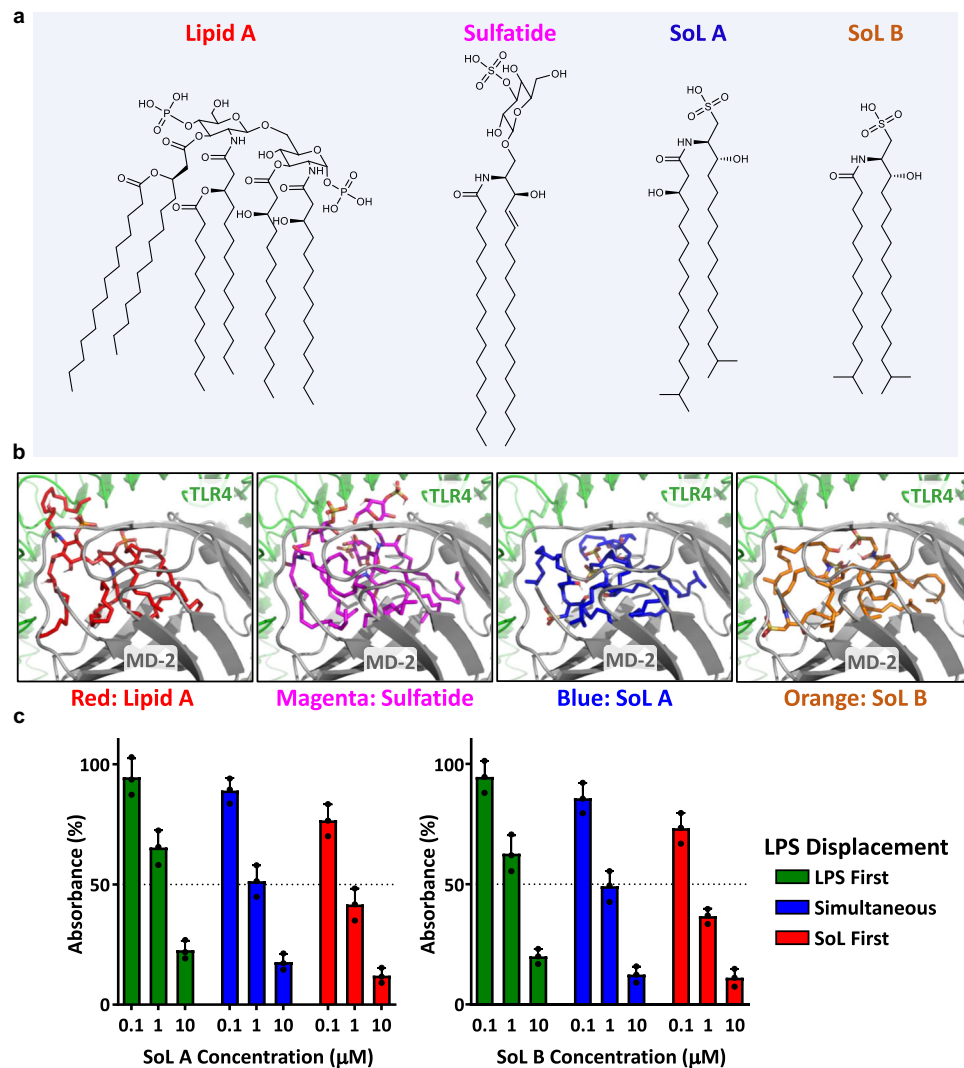 a
Lipid A
Sulfatide
SoL A
SoL B
b
TLR4
TLR4
TLR4
TLR4
MD-2
MD-2
MD-2
MD-2
Red: Lipid A
Magenta: Sulfatide
Blue: SoL A
Orange: SoL B
c
Absorbance (%)
100
50
0
0.1 1 10 0.1 1 10 0.1 1 10
SoL A Concentration (μM)
Absorbance (%)
100
50
0
0.1 1 10 0.1 1 10 0.1 1 10
SoL B Concentration (μM)
LPS Displacement
LPS First
Simultaneous
SoL First